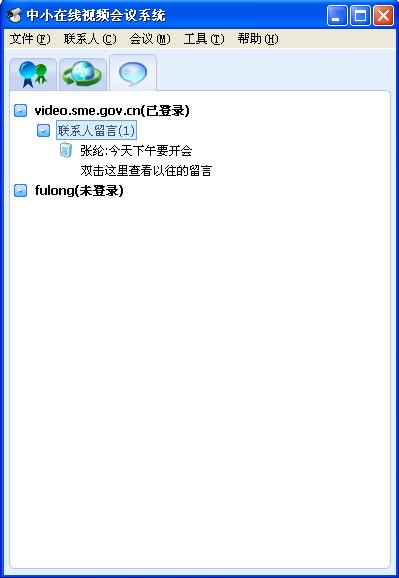 中小在线视频会议系统
文件(F) 联系人(C) 会议(M) 工具(T) 帮助(H)
video.sme.gov.cn(已登录)
联系人留言(1)
张纶:今天下午要开会
双击这里查看以往的留言
fulong(未登录)